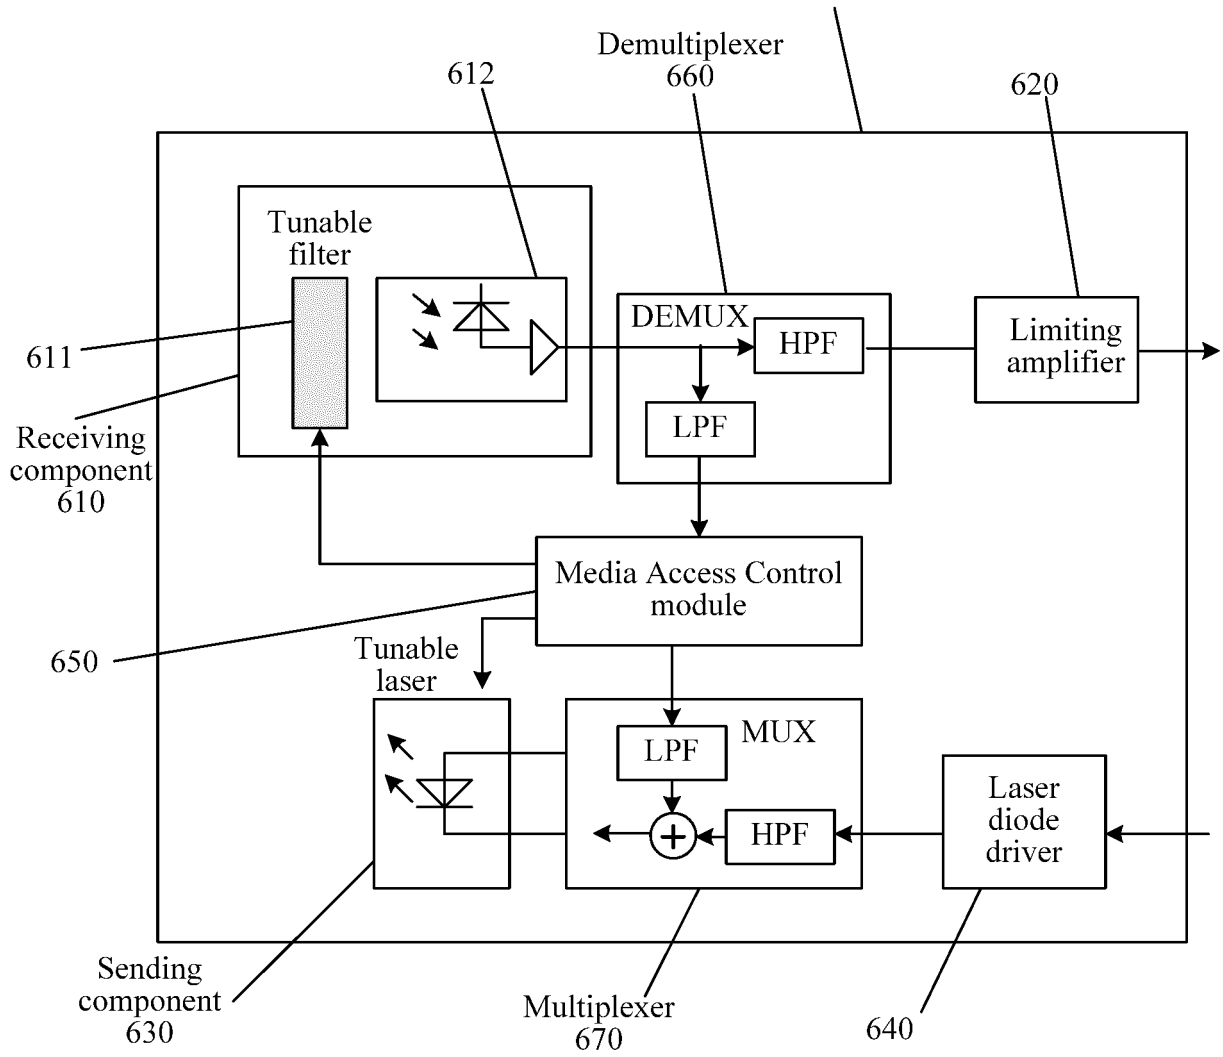 Demultiplexer
660
612
620
Tunable
filter
DEMUX
HPF
Limiting
amplifier
611
LPF
Receiving
component
610
Media Access Control
module
650
Tunable
laser
MUX
LPF
HPF
Laser
diode
driver
Sending
component
630
Multiplexer
670
640